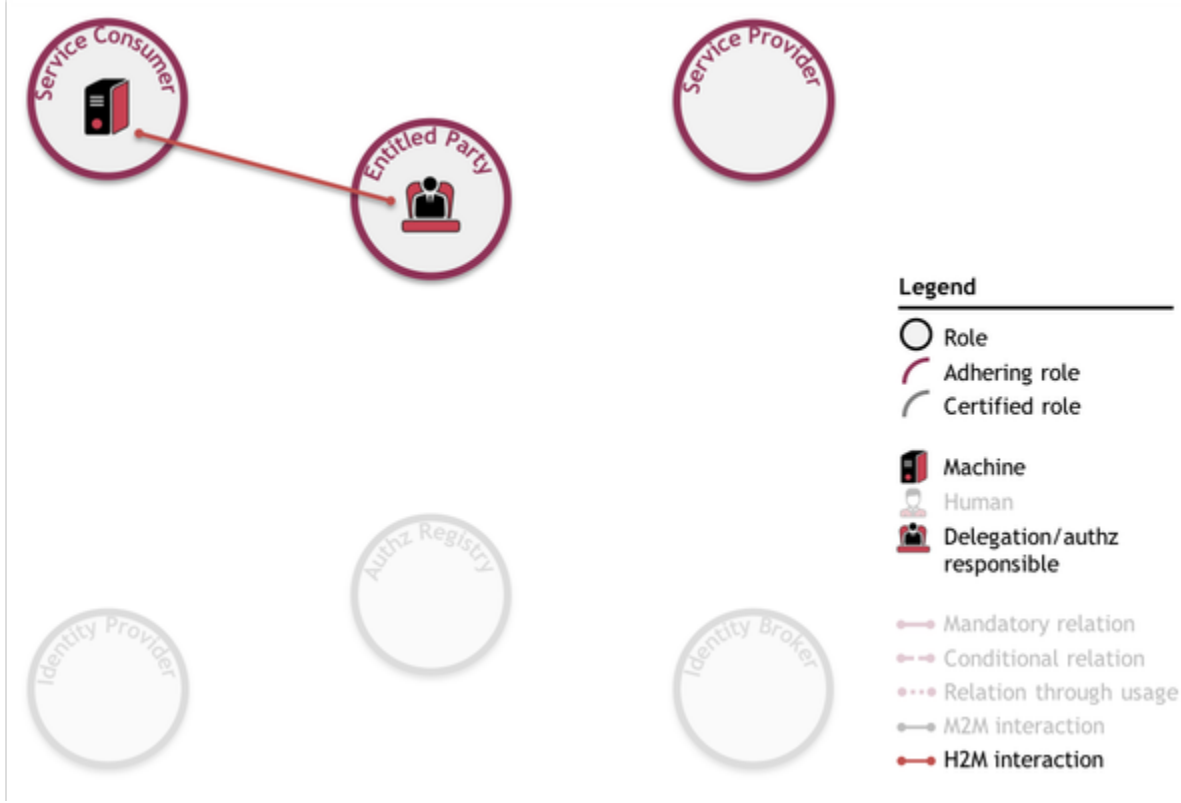 Service Consumer
Service Provider
Entitled Party
Legend
Role
Adhering role
Certified role
Machine
Human
Delegation/authz
responsible
Authz Registry
Identity Provider
Identity Broker
Mandatory relation
Conditional relation
Relation through usage
M2M interaction
H2M interaction